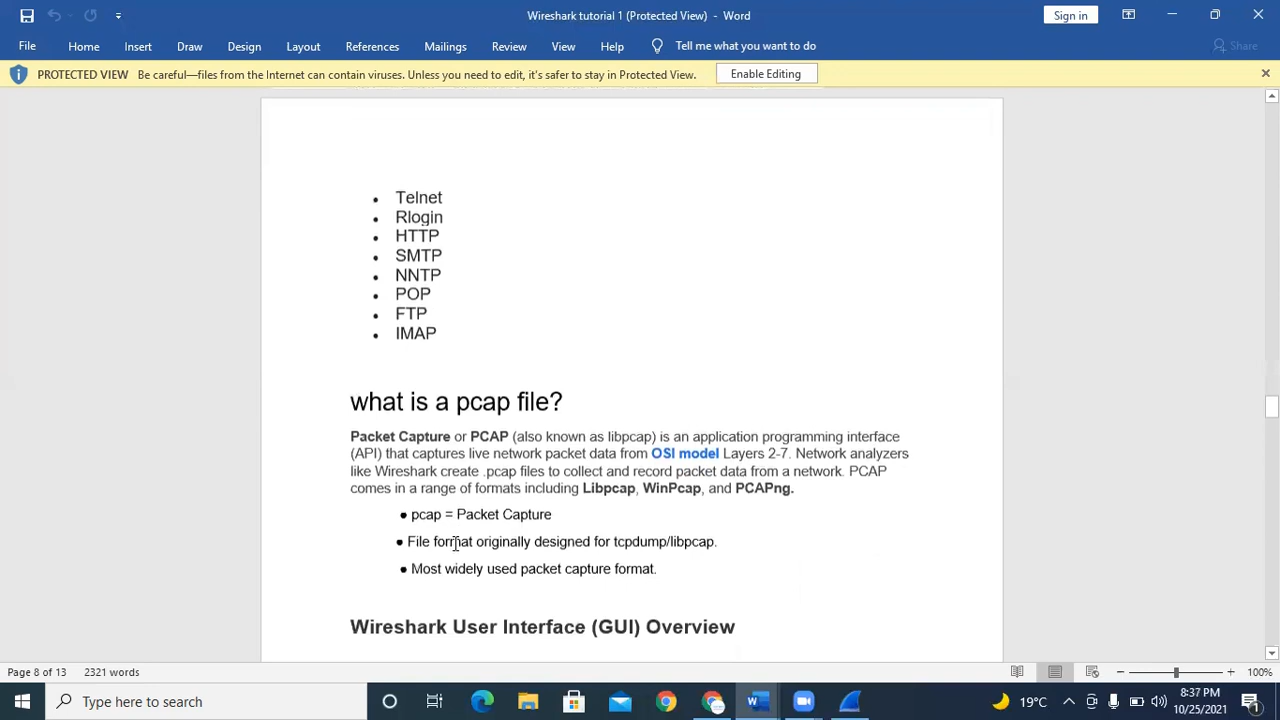 Wireshark tutorial 1 (Protected View) - Word
Sign in
File Home Insert Draw Design Layout References Mailings Review View Help Tell me what you want to do Share
PROTECTED VIEW Be careful—files from the Internet can contain viruses. Unless you need to edit, it's safer to stay in Protected View. Enable Editing
• Telnet
• Rlogin
• HTTP
• SMTP
• NNTP
• POP
• FTP
• IMAP
what is a pcap file?
Packet Capture or PCAP (also known as libpcap) is an application programming interface
(API) that captures live network packet data from OSI model Layers 2-7. Network analyzers
like Wireshark create .pcap files to collect and record packet data from a network. PCAP
comes in a range of formats including Libpcap, WinPcap, and PCAPng.
● pcap = Packet Capture
● File format originally designed for tcpdump/libpcap.
● Most widely used packet capture format.
Wireshark User Interface (GUI) Overview
Page 8 of 13 2321 words 100%
Type here to search
19°C
8:37 PM
10/25/2021
1